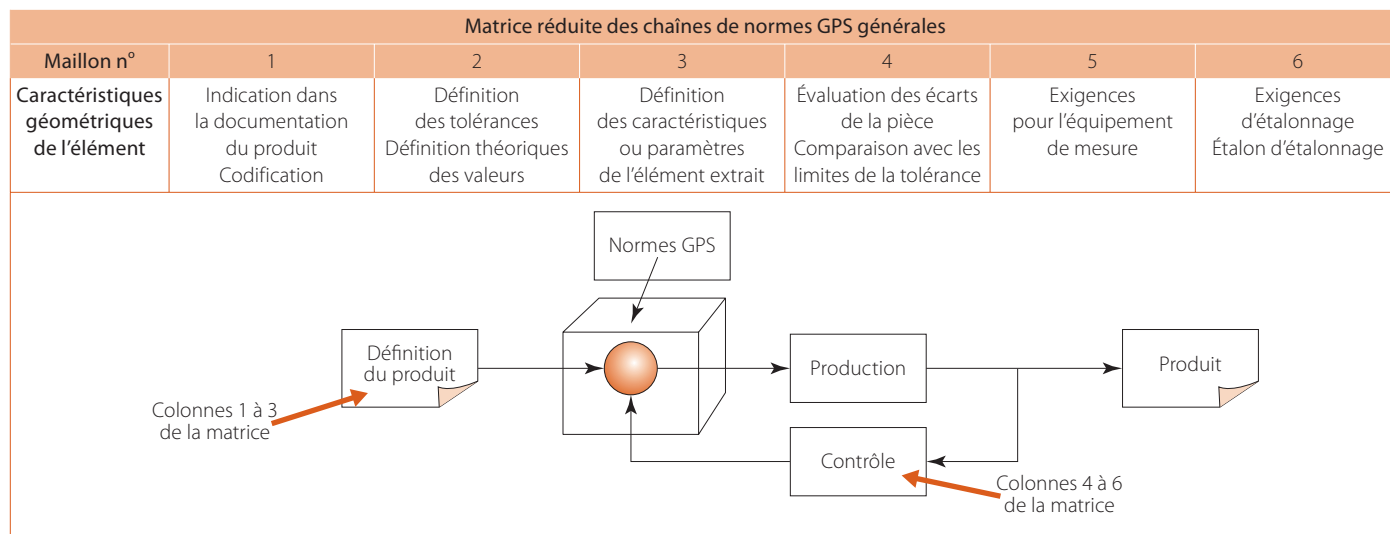 Matrice réduite des chaînes de normes GPS générales
Maillon n° 1 2 3 4 5 6
Caractéristiques
géométriques
de l'élément
Indication dans
la documentation
du produit
Codification
Définition
des tolérances
Définition théoriques
des valeurs
Définition
des caractéristiques
ou paramètres
de l'élément extrait
Évaluation des écarts
de la pièce
Comparaison avec les
limites de la tolérance
Exigences
pour l'équipement
de mesure
Exigences
d'étalonnage
Étalon d'étalonnage
Normes GPS
Définition
du produit
Production
Produit
Colonnes 1 à 3
de la matrice
Contrôle
Colonnes 4 à 6
de la matrice